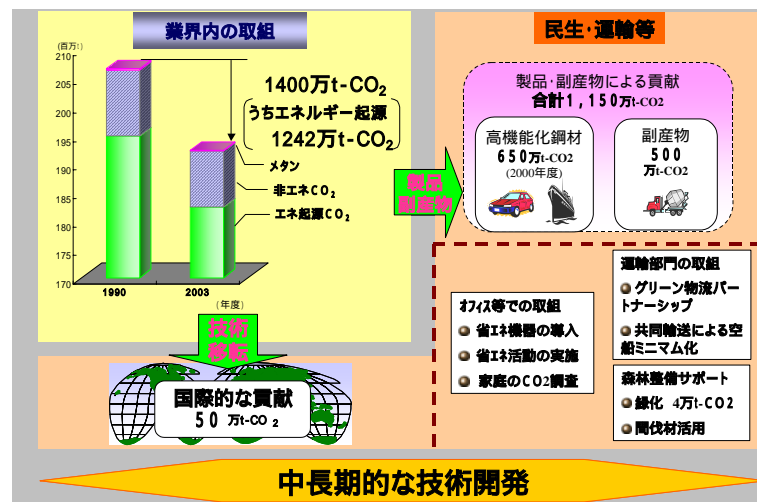 業界内の取組
(百万t)
210
205
200
195
190
185
180
175
170
1990
2003
(年度)
1400万t-CO2
うちエネルギー起源
1242万t-CO2
メタン
非エネCO2
エネ起源CO2
製品
副産物
民生・運輸等
製品・副産物による貢献
合計1,150万t-CO2
高機能化鋼材
650万t-CO2
(2000年度)
副産物
500
万t-CO2
技術
移転
国際的な貢献
50 万t-CO2
オフィス等での取組
省エネ機器の導入
省エネ活動の実施
家庭のCO2調査
運輸部門の取組
グリーン物流パー
トナーシップ
共同輸送による空
船ミニマム化
森林整備サポート
緑化 4万t-CO2
間伐材活用
中長期的な技術開発